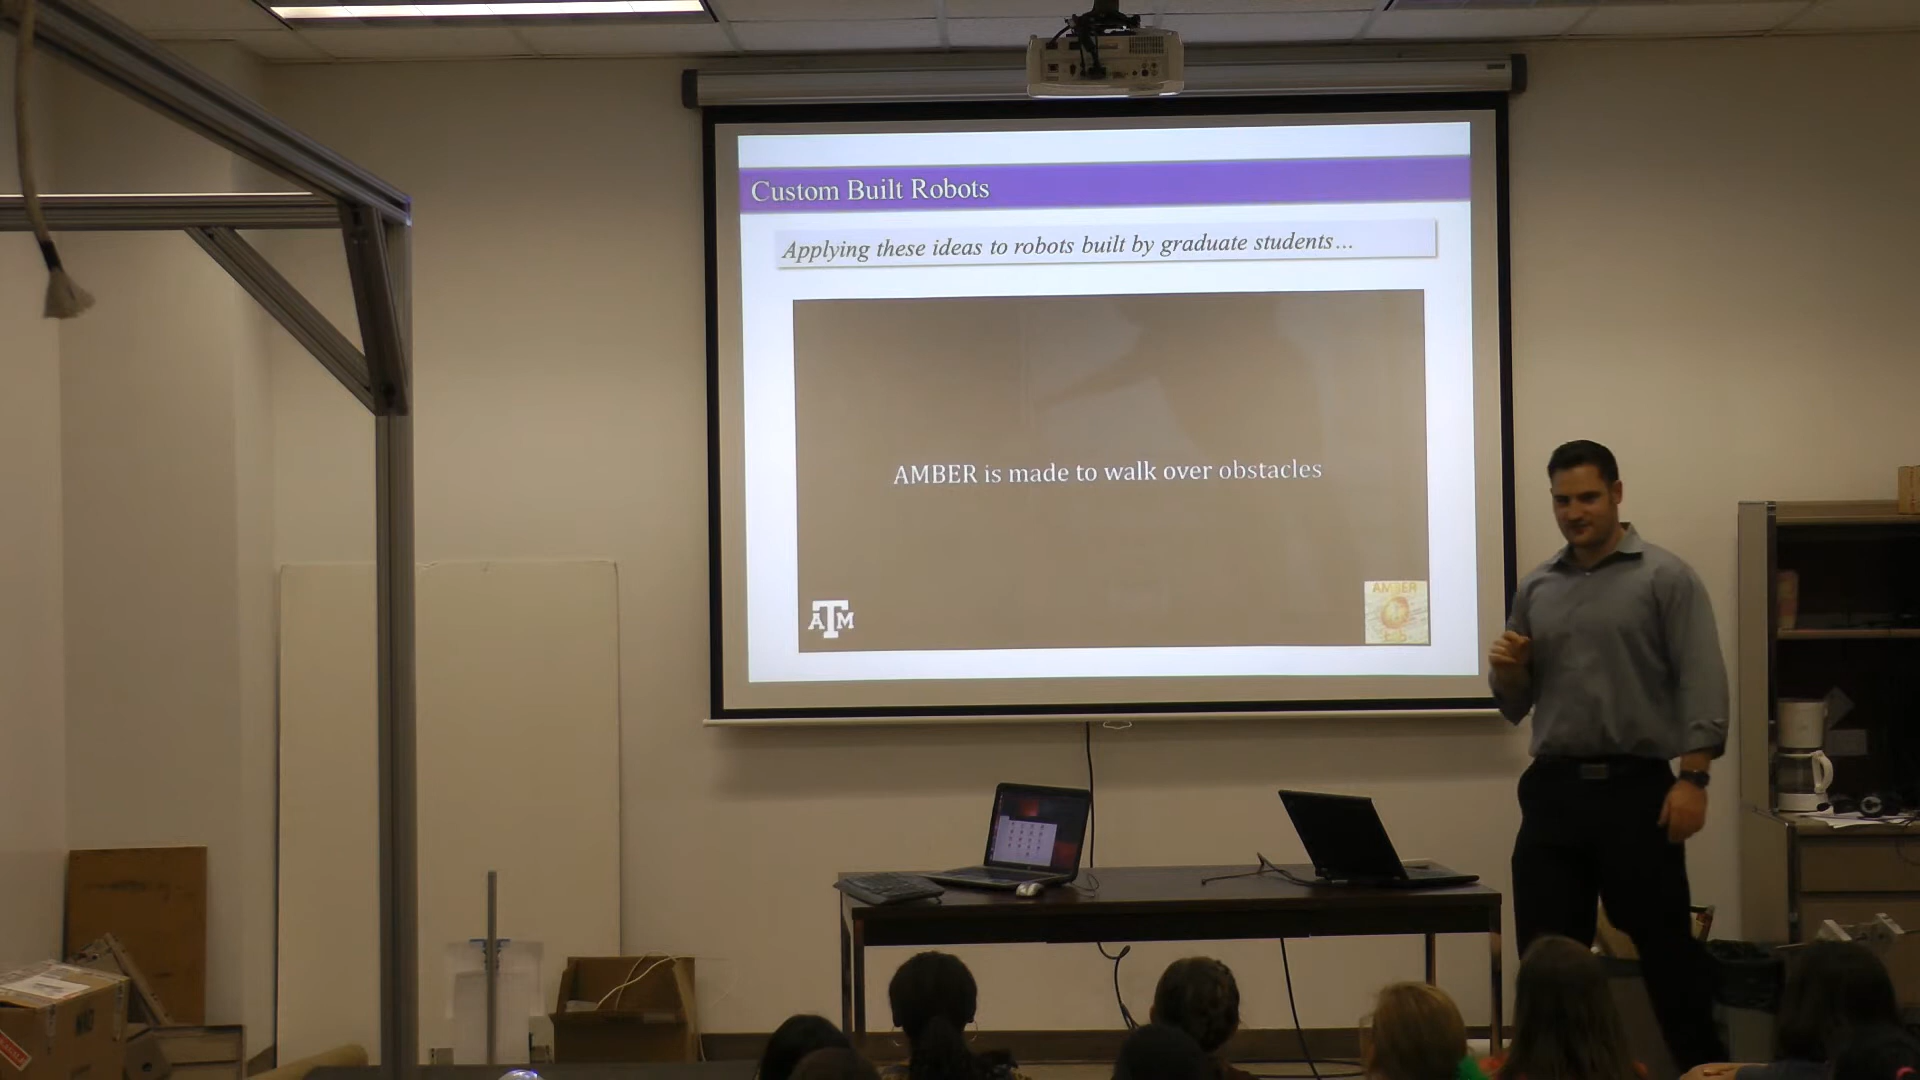 Custom Built Robots
Applying these ideas to robots built by graduate students...
AMBER is made to walk over obstacles
ATM
AMBER
Lab